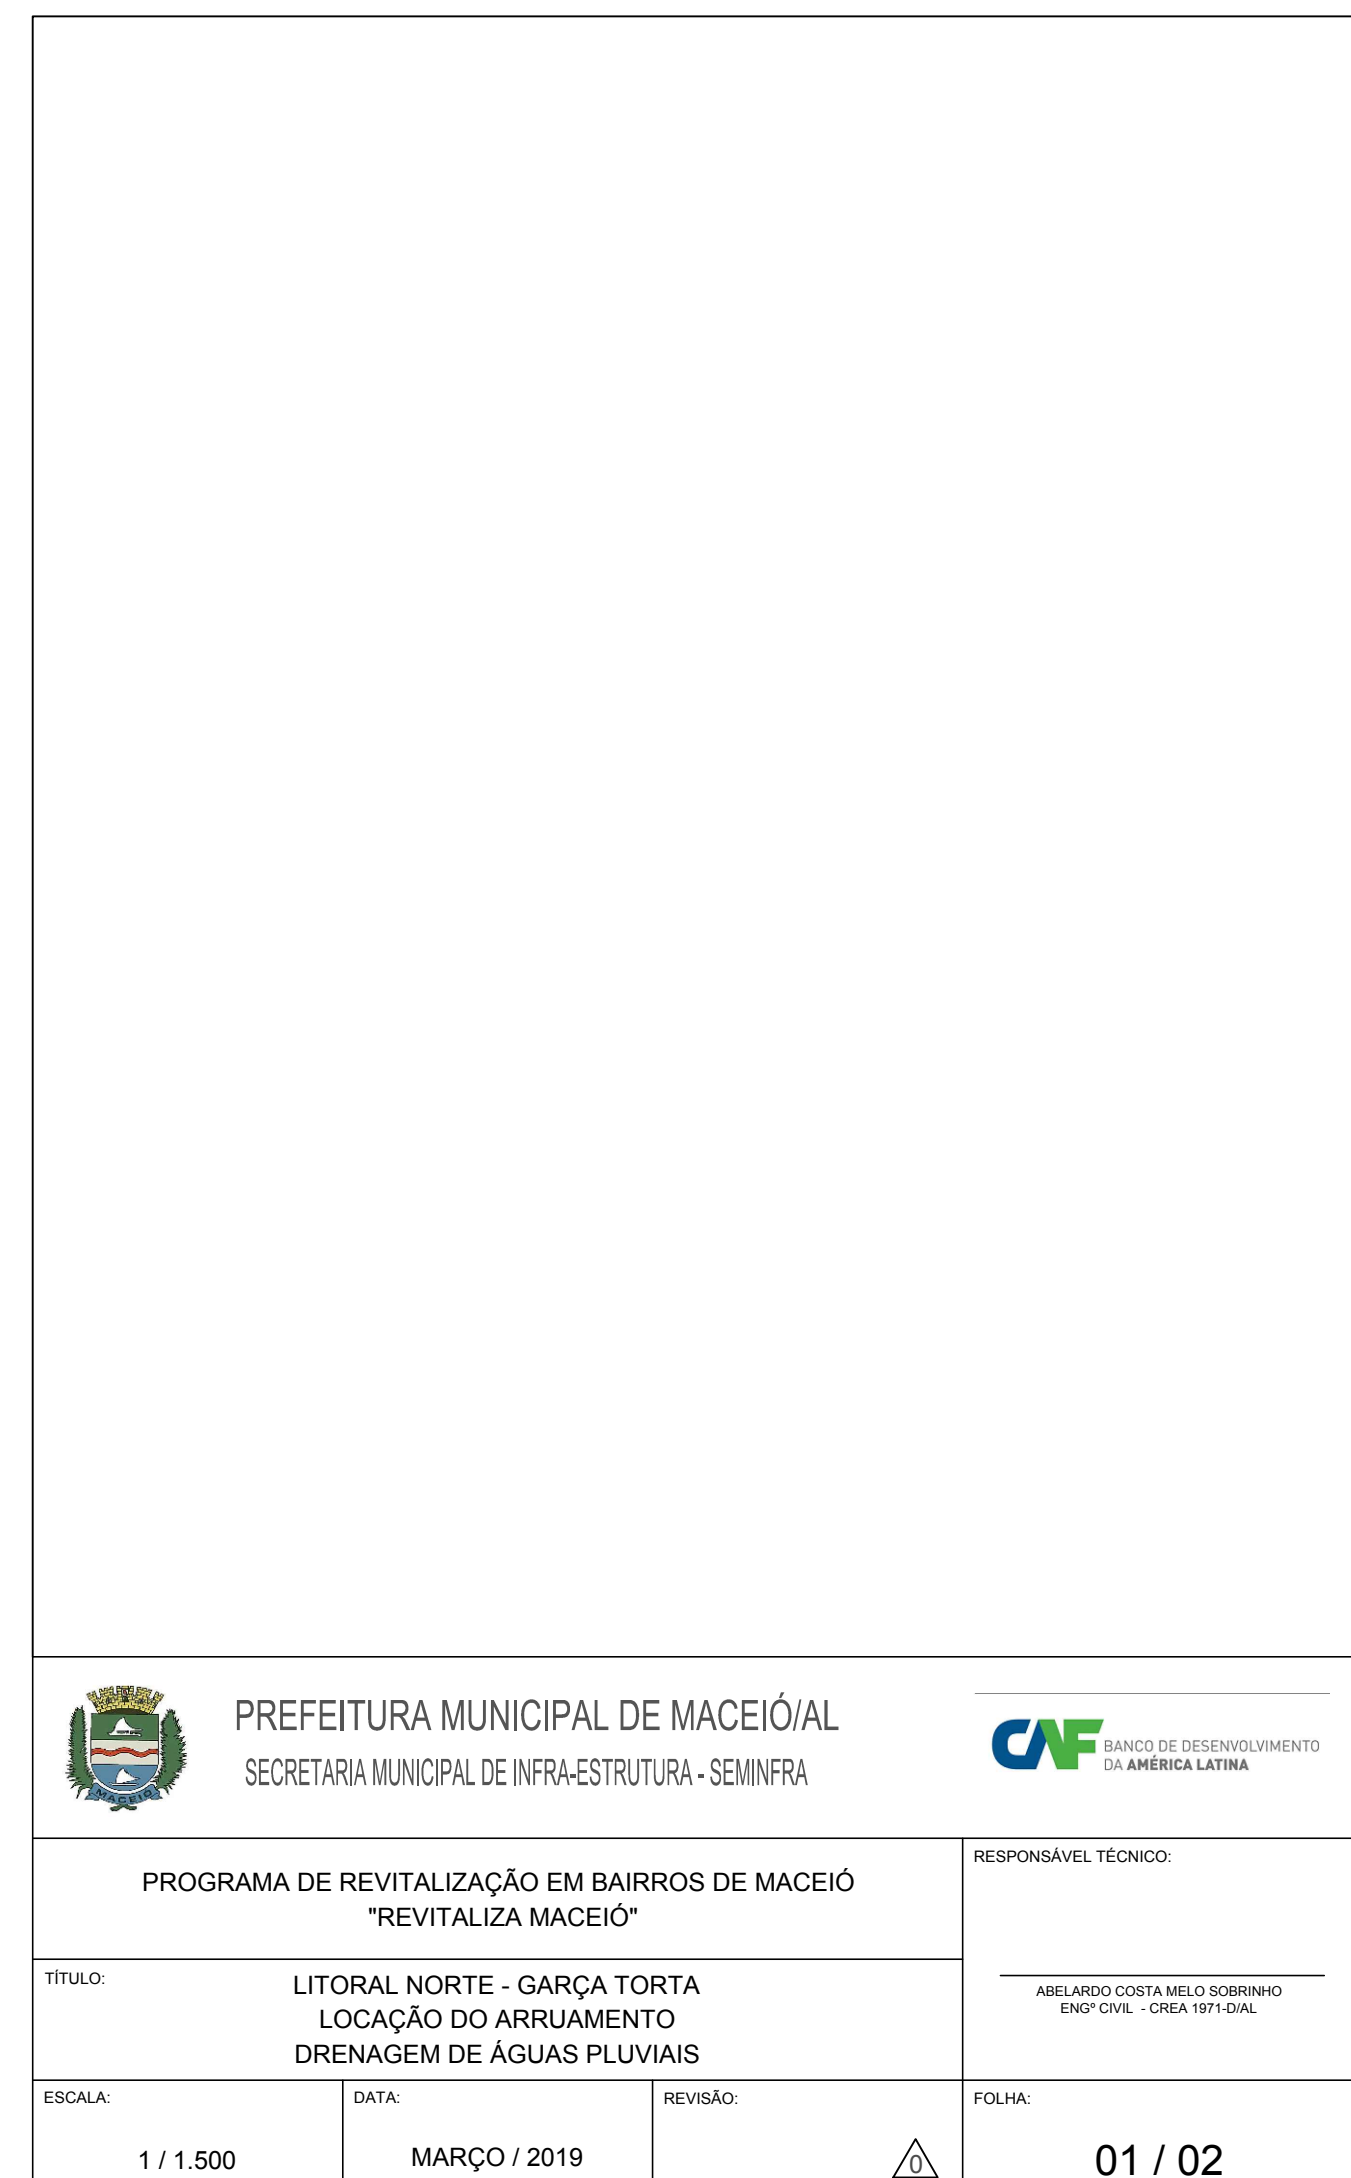 PREFEITURA MUNICIPAL DE MACEIÓ/AL
SECRETARIA MUNICIPAL DE INFRA-ESTRUTURA - SEMINFRA
MACEIÓ
CAF
BANCO DE DESENVOLVIMENTO
DA AMÉRICA LATINA
PROGRAMA DE REVITALIZAÇÃO EM BAIRROS DE MACEIÓ
"REVITALIZA MACEIÓ"
RESPONSÁVEL TÉCNICO:
ABELARDO COSTA MELO SOBRINHO
ENGº CIVIL - CREA 1971-D/AL
TÍTULO:
LITORAL NORTE - GARÇA TORTA
LOCAÇÃO DO ARRUAMENTO
DRENAGEM DE ÁGUAS PLUVIAIS
ESCALA:
1 / 1.500
DATA:
MARÇO / 2019
REVISÃO:
0
FOLHA:
01 / 02